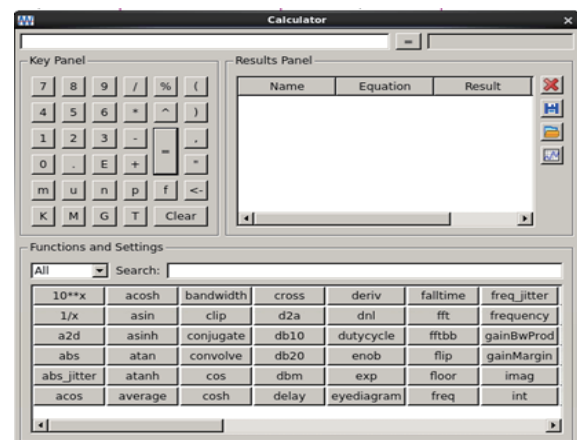 Calculator ×
=
Key Panel
7 8 9 / % (
4 5 6 * ^ )
1 2 3 - = ,
0 . E + "
m u n p f <-
K M G T Clear
Results Panel
Name Equation Result
Functions and Settings
All Search:
10**x acosh bandwidth cross deriv falltime freq_jitter
1/x asin clip d2a dnl fft frequency
a2d asinh conjugate db10 dutycycle fftbb gainBwProd
abs atan convolve db20 enob flip gainMargin
abs_jitter atanh cos dbm exp floor imag
acos average cosh delay eyediagram freq int